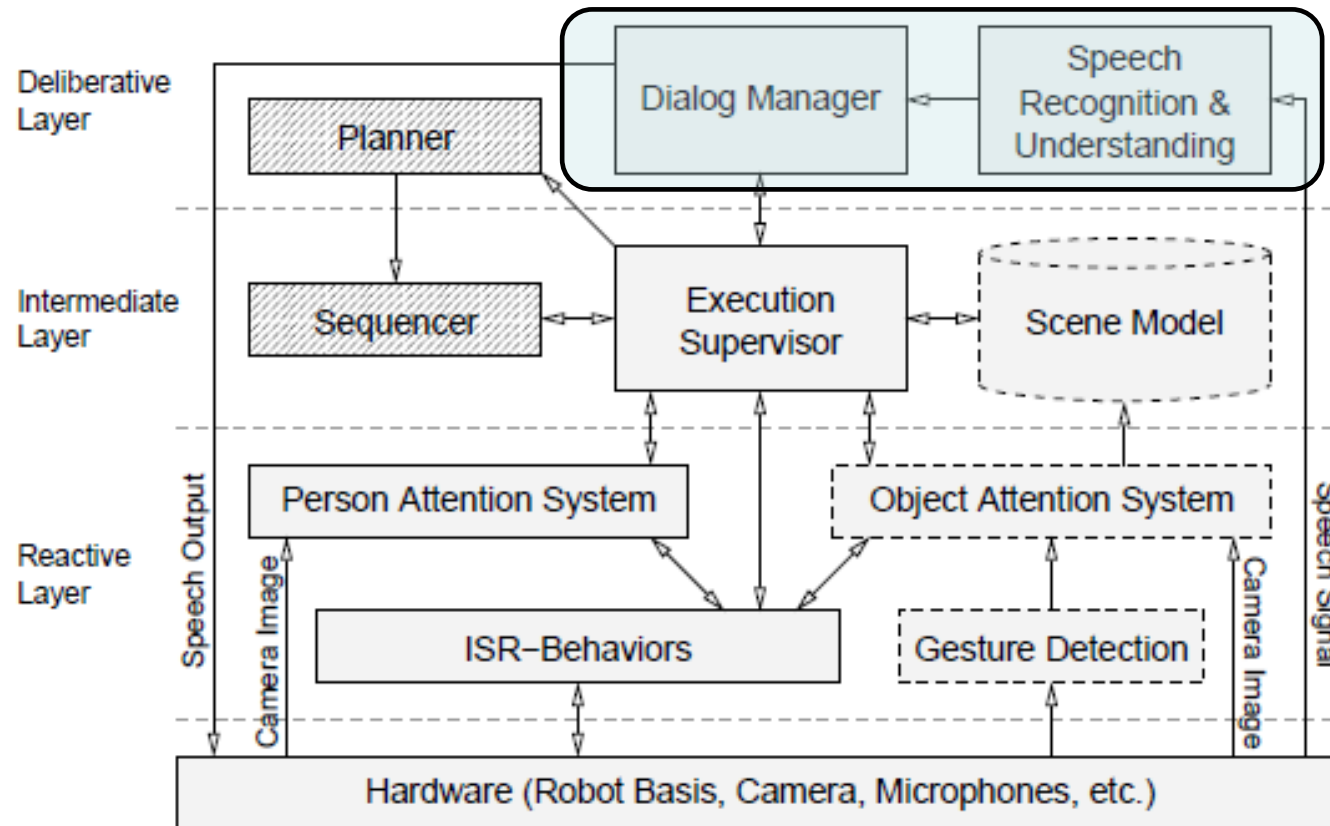 Deliberative
Layer
Planner
Dialog Manager
Speech
Recognition &
Understanding
Intermediate
Layer
Sequencer
Execution
Supervisor
Scene Model
Reactive
Layer
Speech Output
Camera Image
Person Attention System
Object Attention System
ISR−Behaviors
Gesture Detection
Camera Image
Speech Signal
Hardware (Robot Basis, Camera, Microphones, etc.)